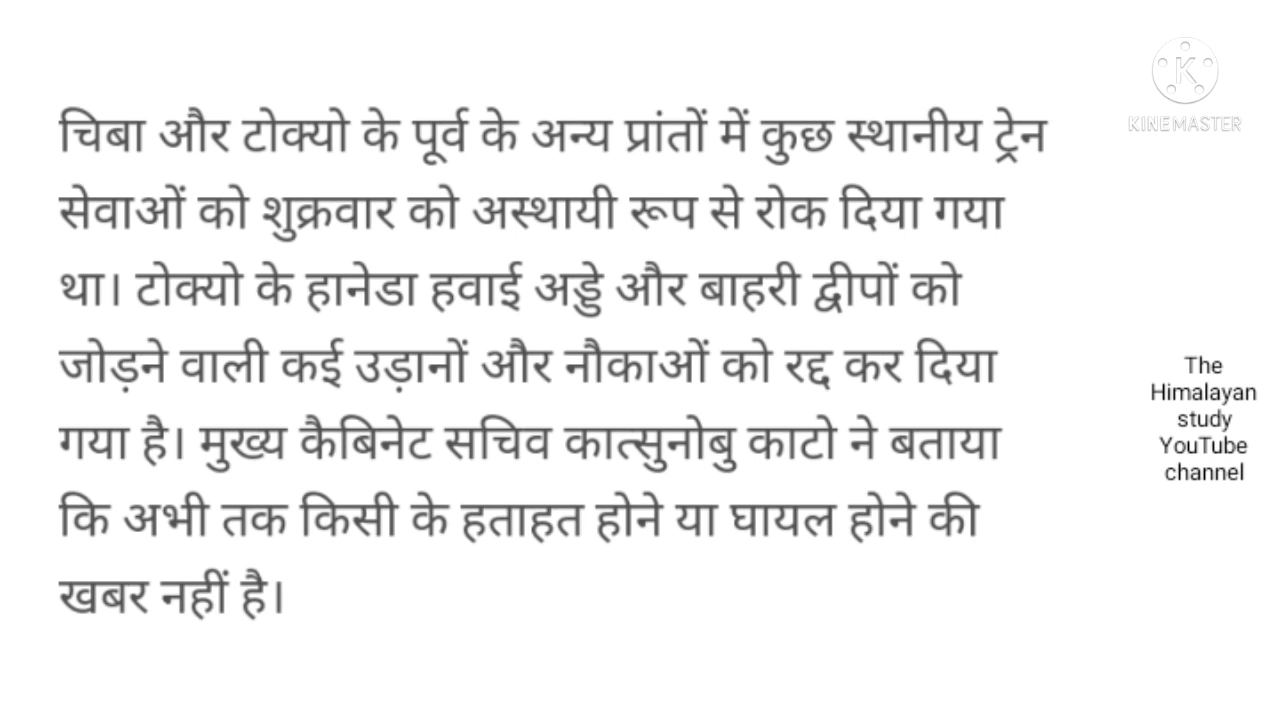 चिबा और टोक्यो के पूर्व के अन्य प्रांतों में कुछ स्थानीय ट्रेन
सेवाओं को शुक्रवार को अस्थायी रूप से रोक दिया गया
था। टोक्यो के हानेडा हवाई अड्डे और बाहरी द्वीपों को
जोड़ने वाली कई उड़ानों और नौकाओं को रद्द कर दिया
गया है। मुख्य कैबिनेट सचिव कात्सुनोबु काटो ने बताया
कि अभी तक किसी के हताहत होने या घायल होने की
खबर नहीं है।
K
KINEMASTER
The
Himalayan
study
YouTube
channel